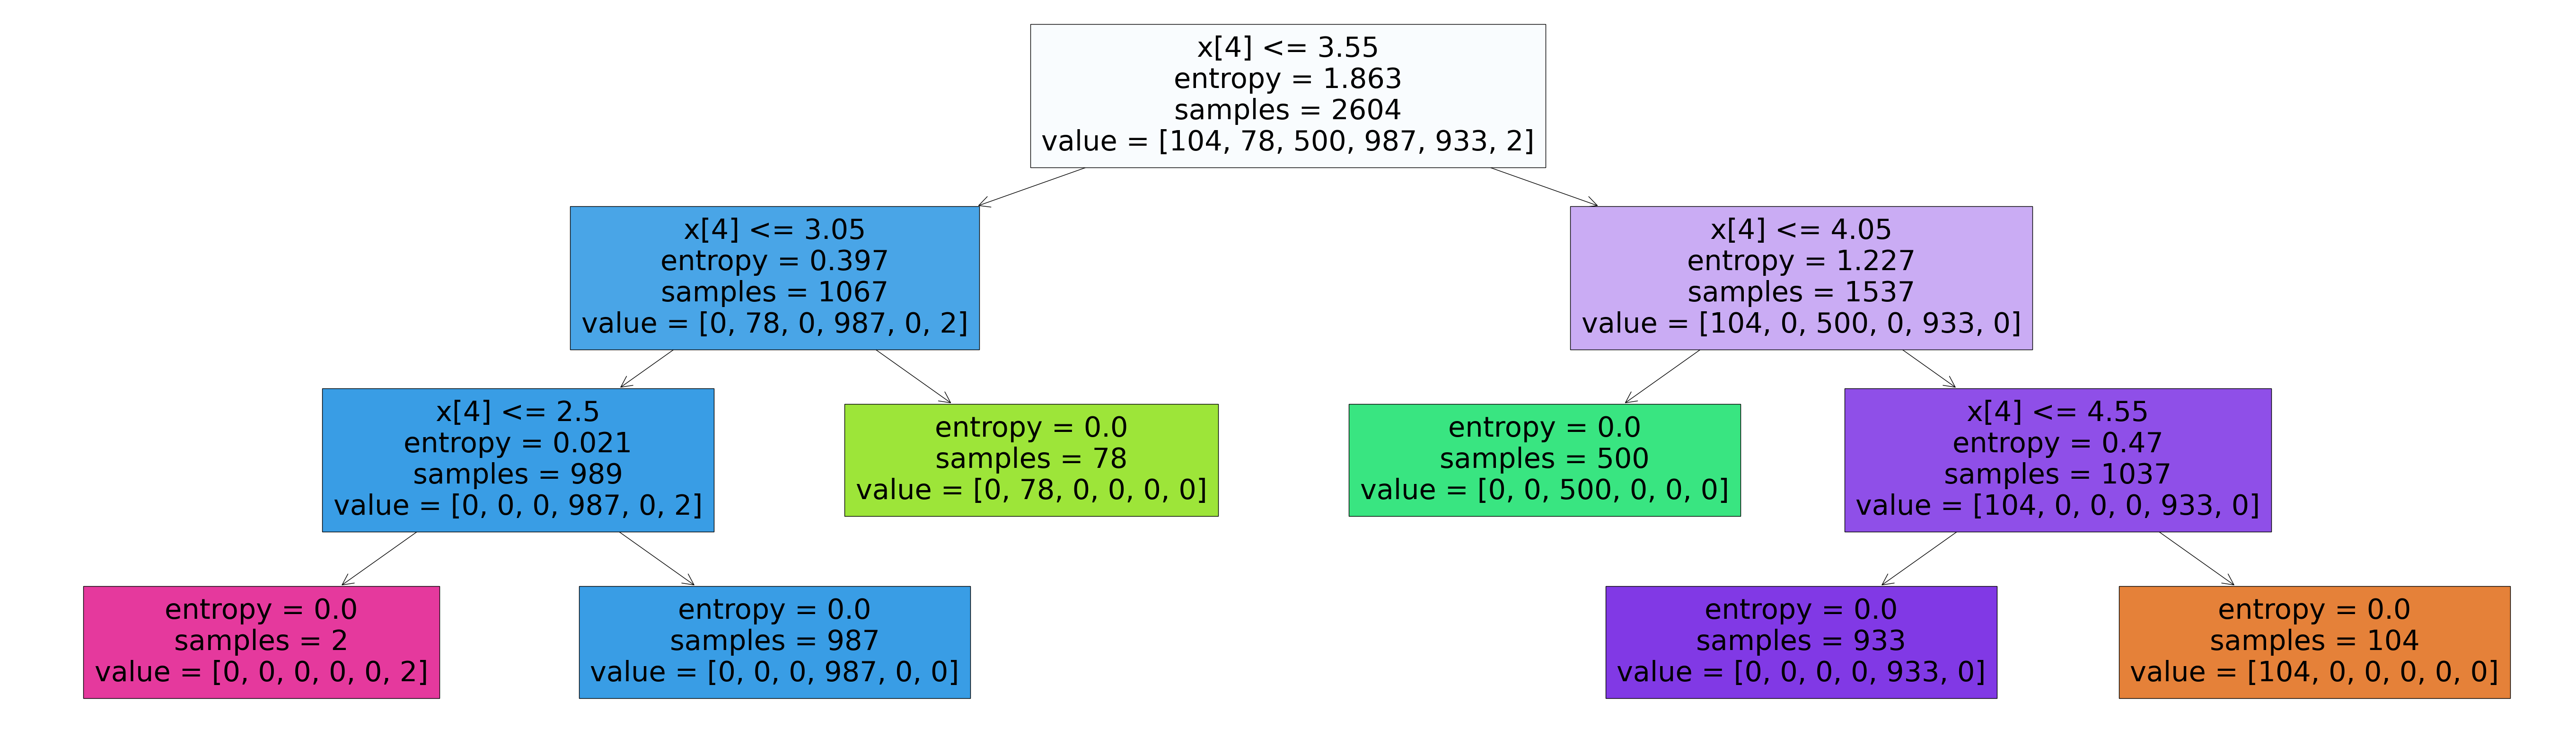 x[4] <= 3.55
entropy = 1.863
samples = 2604
value = [104, 78, 500, 987, 933, 2]
x[4] <= 3.05
entropy = 0.397
samples = 1067
value = [0, 78, 0, 987, 0, 2]
x[4] <= 4.05
entropy = 1.227
samples = 1537
value = [104, 0, 500, 0, 933, 0]
x[4] <= 2.5
entropy = 0.021
samples = 989
value = [0, 0, 0, 987, 0, 2]
entropy = 0.0
samples = 78
value = [0, 78, 0, 0, 0, 0]
entropy = 0.0
samples = 500
value = [0, 0, 500, 0, 0, 0]
x[4] <= 4.55
entropy = 0.47
samples = 1037
value = [104, 0, 0, 0, 933, 0]
entropy = 0.0
samples = 2
value = [0, 0, 0, 0, 0, 2]
entropy = 0.0
samples = 987
value = [0, 0, 0, 987, 0, 0]
entropy = 0.0
samples = 933
value = [0, 0, 0, 0, 933, 0]
entropy = 0.0
samples = 104
value = [104, 0, 0, 0, 0, 0]